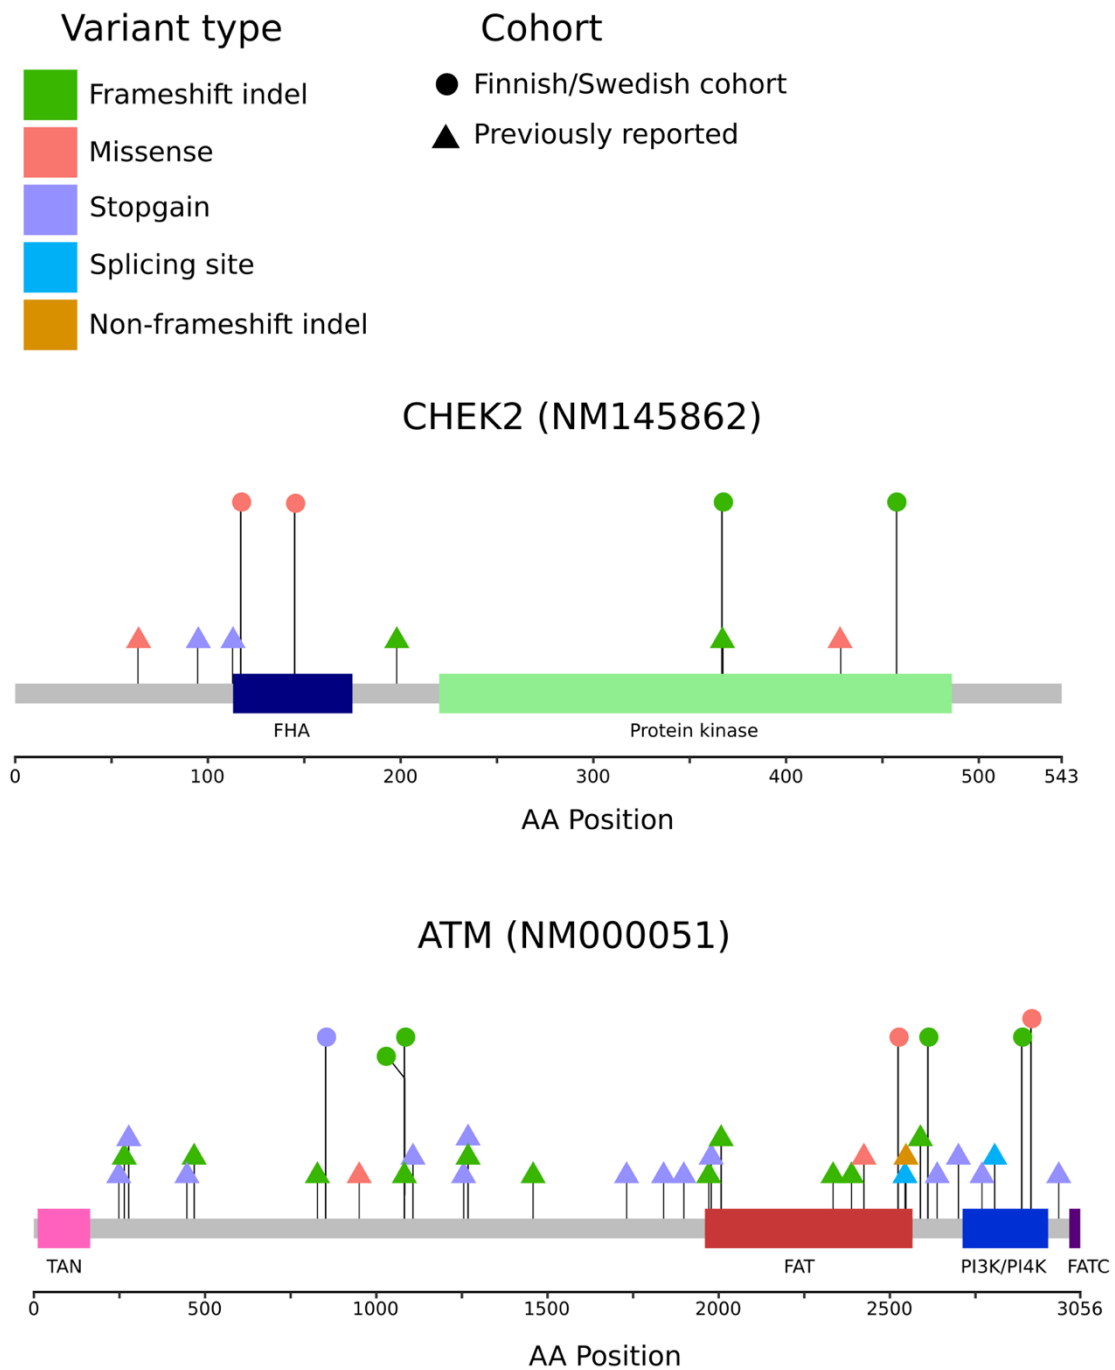 Variant type
Cohort
Frameshift indel
Missense
Stopgain
Splicing site
Non-frameshift indel
Finnish/Swedish cohort
Previously reported
CHEK2 (NM145862)
FHA
Protein kinase
0 100 200 300 400 500 543
AA Position
ATM (NM000051)
TAN FAT PI3K/PI4K FATC
0 500 1000 1500 2000 2500 3056
AA Position